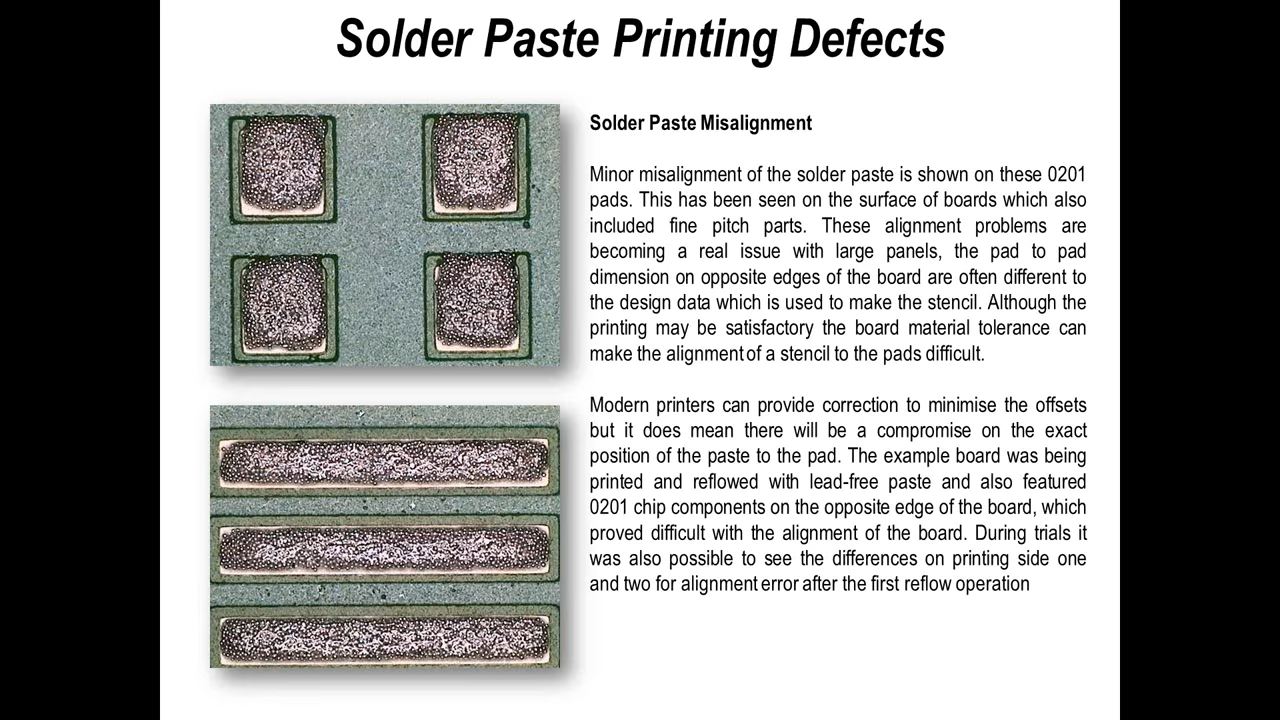 Solder Paste Printing Defects
Solder Paste Misalignment
Minor misalignment of the solder paste is shown on these 0201
pads. This has been seen on the surface of boards which also
included fine pitch parts. These alignment problems are
becoming a real issue with large panels, the pad to pad
dimension on opposite edges of the board are often different to
the design data which is used to make the stencil. Although the
printing may be satisfactory the board material tolerance can
make the alignment of a stencil to the pads difficult.
Modern printers can provide correction to minimise the offsets
but it does mean there will be a compromise on the exact
position of the paste to the pad. The example board was being
printed and reflowed with lead-free paste and also featured
0201 chip components on the opposite edge of the board, which
proved difficult with the alignment of the board. During trials it
was also possible to see the differences on printing side one
and two for alignment error after the first reflow operation